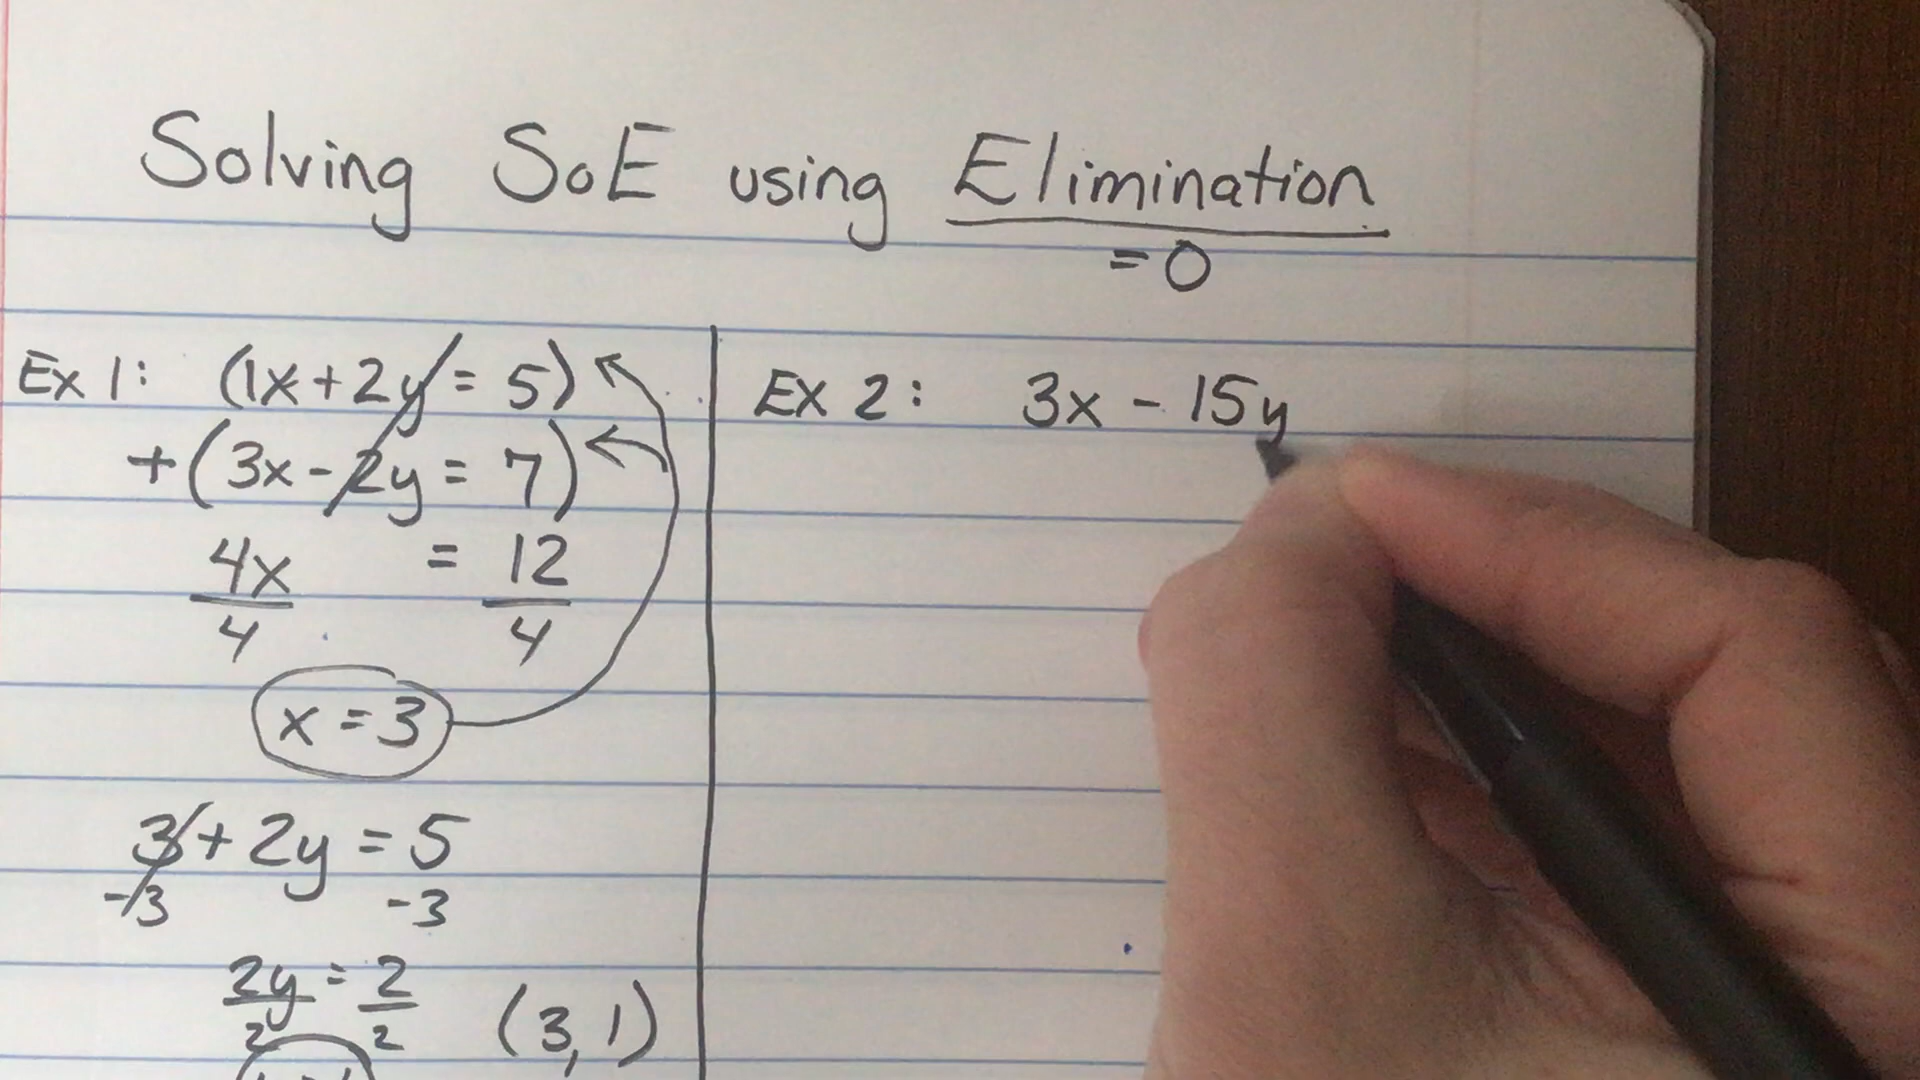 Solving SoE using Elimination
= 0
Ex 1: (1x + 2y = 5)
+ (3x - 2y = 7)
4x = 12
4 4
x = 3
3 + 2y = 5
-3 -3
2y = 2
2 2
(3, 1)
Ex 2: 3x - 15y